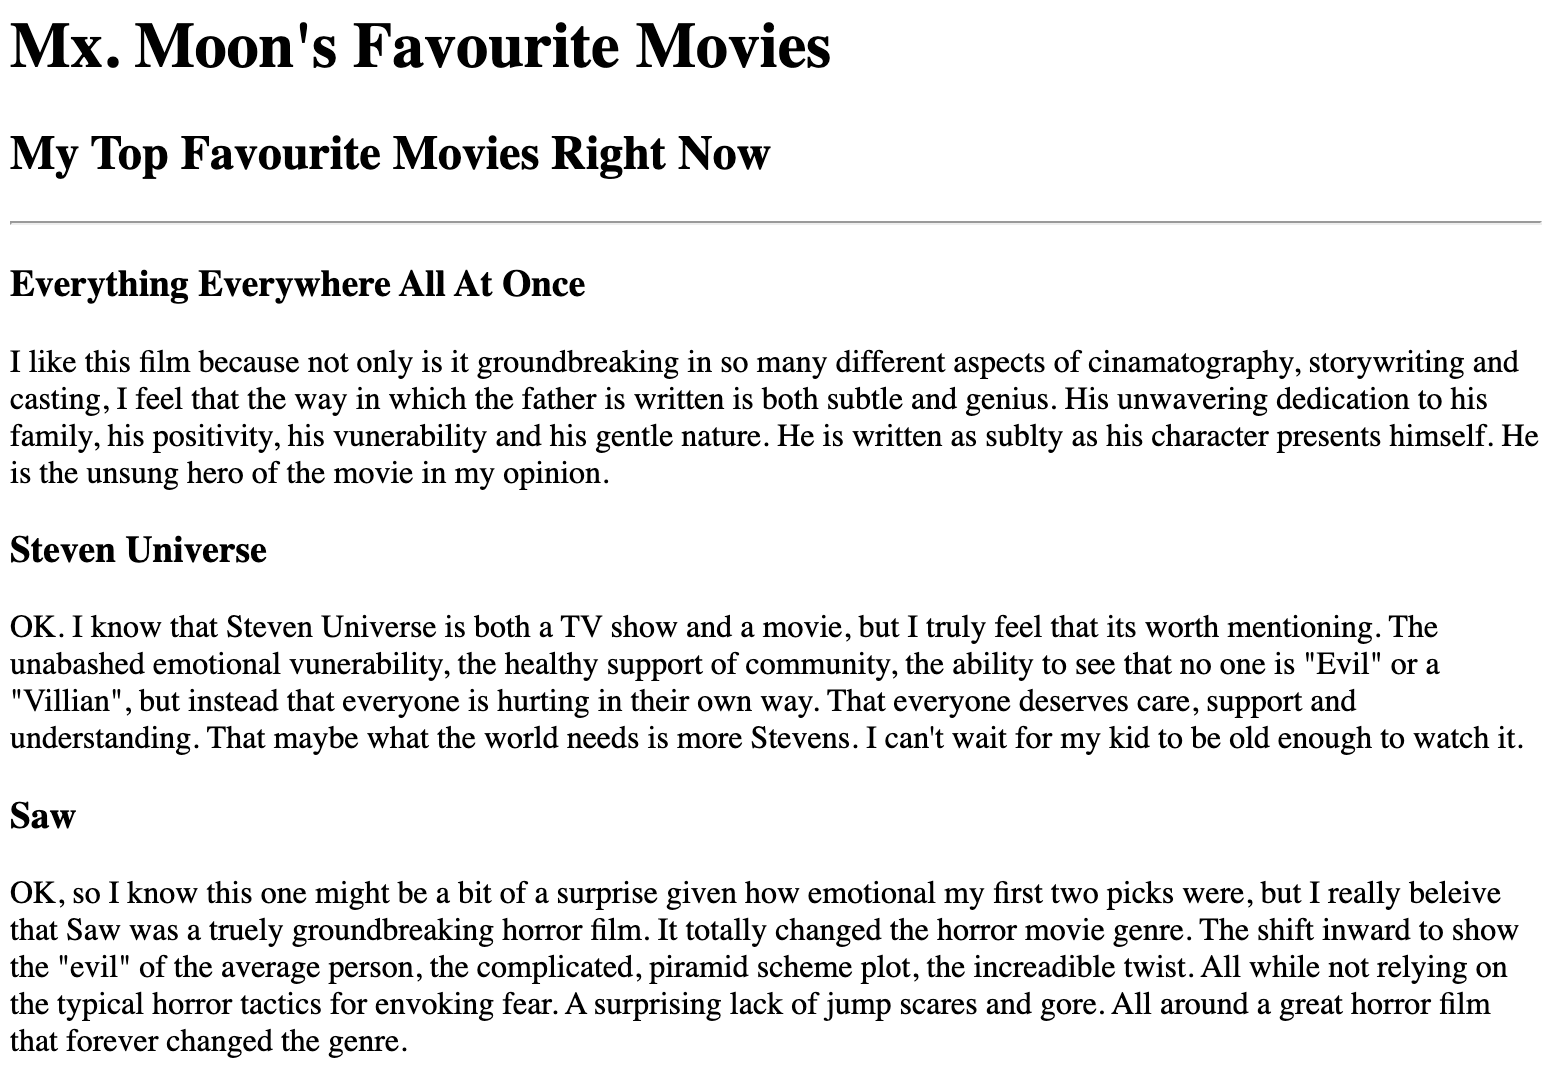 Mx. Moon's Favourite Movies
My Top Favourite Movies Right Now
Everything Everywhere All At Once
I like this film because not only is it groundbreaking in so many different aspects of cinamatography, storywriting and
casting, I feel that the way in which the father is written is both subtle and genius. His unwavering dedication to his
family, his positivity, his vunerability and his gentle nature. He is written as sublty as his character presents himself. He
is the unsung hero of the movie in my opinion.
Steven Universe
OK. I know that Steven Universe is both a TV show and a movie, but I truly feel that its worth mentioning. The
unabashed emotional vunerability, the healthy support of community, the ability to see that no one is "Evil" or a
"Villian", but instead that everyone is hurting in their own way. That everyone deserves care, support and
understanding. That maybe what the world needs is more Stevens. I can't wait for my kid to be old enough to watch it.
Saw
OK, so I know this one might be a bit of a surprise given how emotional my first two picks were, but I really beleive
that Saw was a truely groundbreaking horror film. It totally changed the horror movie genre. The shift inward to show
the "evil" of the average person, the complicated, piramid scheme plot, the increadible twist. All while not relying on
the typical horror tactics for envoking fear. A surprising lack of jump scares and gore. All around a great horror film
that forever changed the genre.